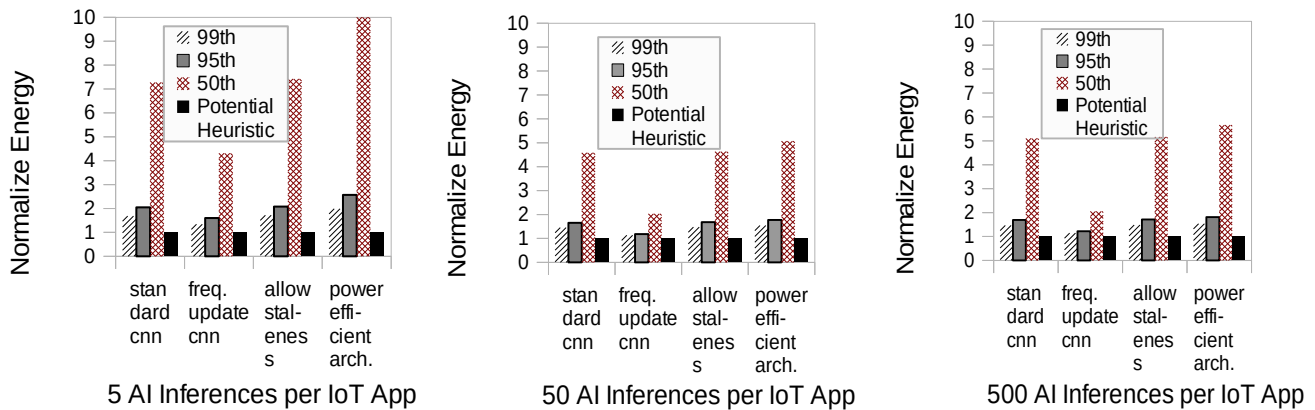 Normalize Energy
10
9
8
7
6
5
4
3
2
1
0
99th
95th
50th
Potential
Heuristic
stan
dard
cnn
freq.
update
cnn
allow
stal-
enes
s
power
effi-
cient
arch.
5 AI Inferences per IoT App
Normalize Energy
10
9
8
7
6
5
4
3
2
1
0
99th
95th
50th
Potential
Heuristic
stan
dard
cnn
freq.
update
cnn
allow
stal-
enes
s
power
effi-
cient
arch.
50 AI Inferences per IoT App
Normalize Energy
10
9
8
7
6
5
4
3
2
1
0
99th
95th
50th
Potential
Heuristic
stan
dard
cnn
freq.
update
cnn
allow
stal-
enes
s
power
effi-
cient
arch.
500 AI Inferences per IoT App